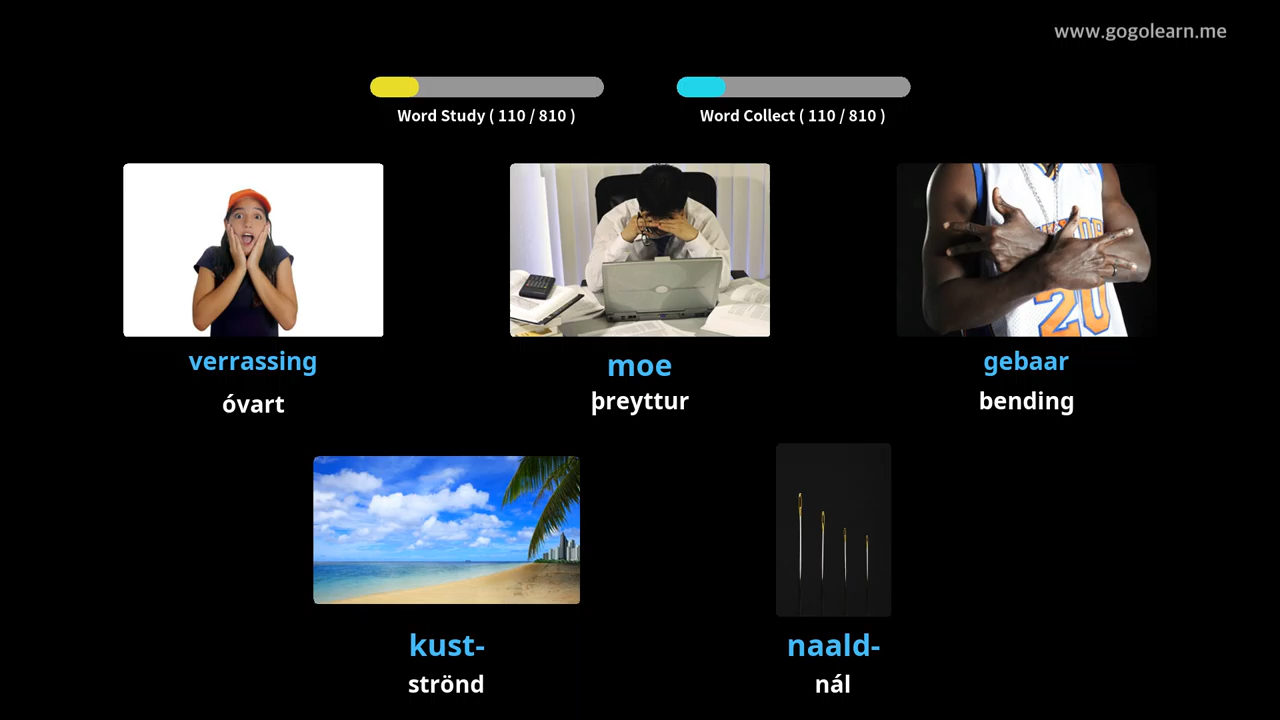 www.gogolearn.me
Word Study ( 110 / 810 )
Word Collect ( 110 / 810 )
20
verrassing
moe
gebaar
óvart
þreyttur
bending
kust-
naald-
strönd
nál